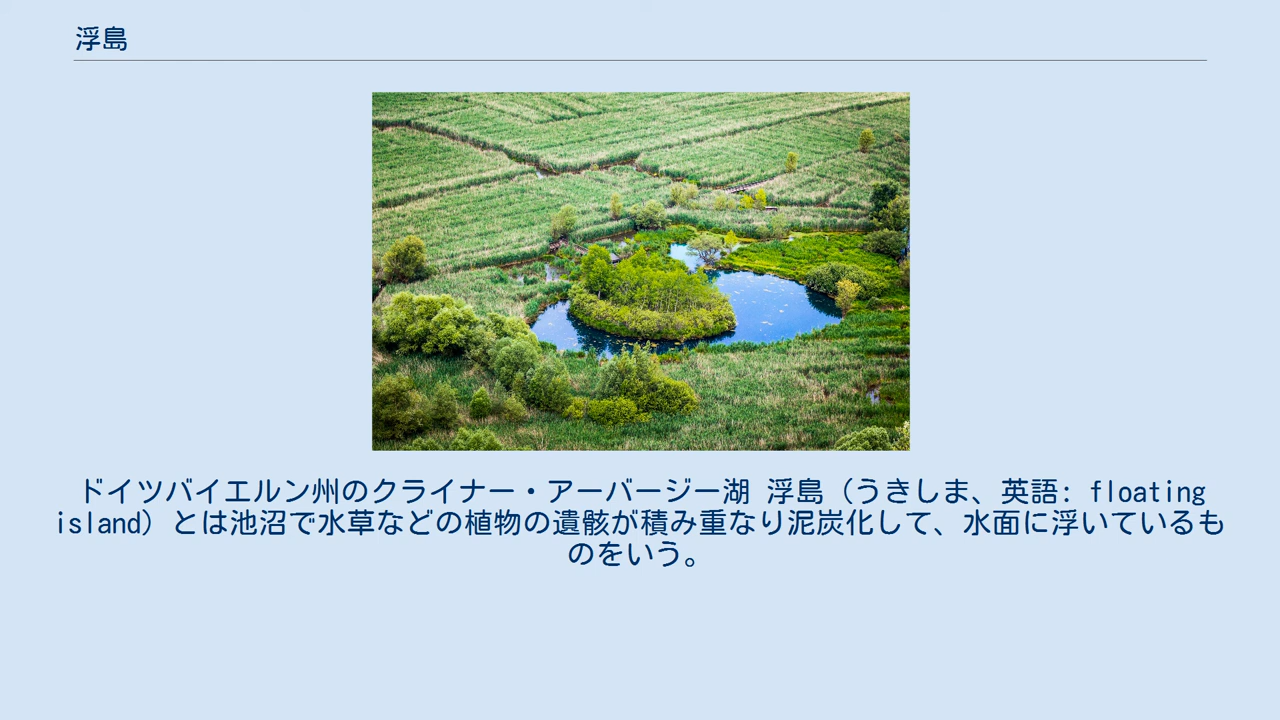 浮島
ドイツバイエルン州のクライナー・アーバージー湖 浮島（うきしま、英語: floating
island）とは池沼で水草などの植物の遺骸が積み重なり泥炭化して、水面に浮いているも
のをいう。